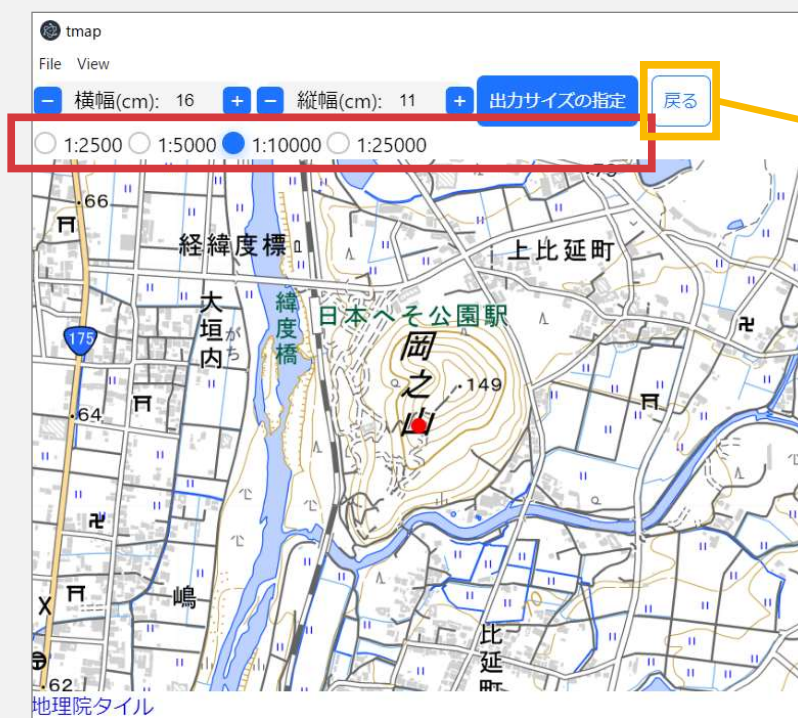 tmap
File View
− 横幅(cm): 16 + − 縦幅(cm): 11 + 出力サイズの指定 戻る
1:2500 1:5000 1:10000 1:25000
66
経緯度標
上比延町
大垣内
がち
緯度橋
日本へそ公園駅
175
岡之山
149
64
嶋
比延町
62
地理院タイル